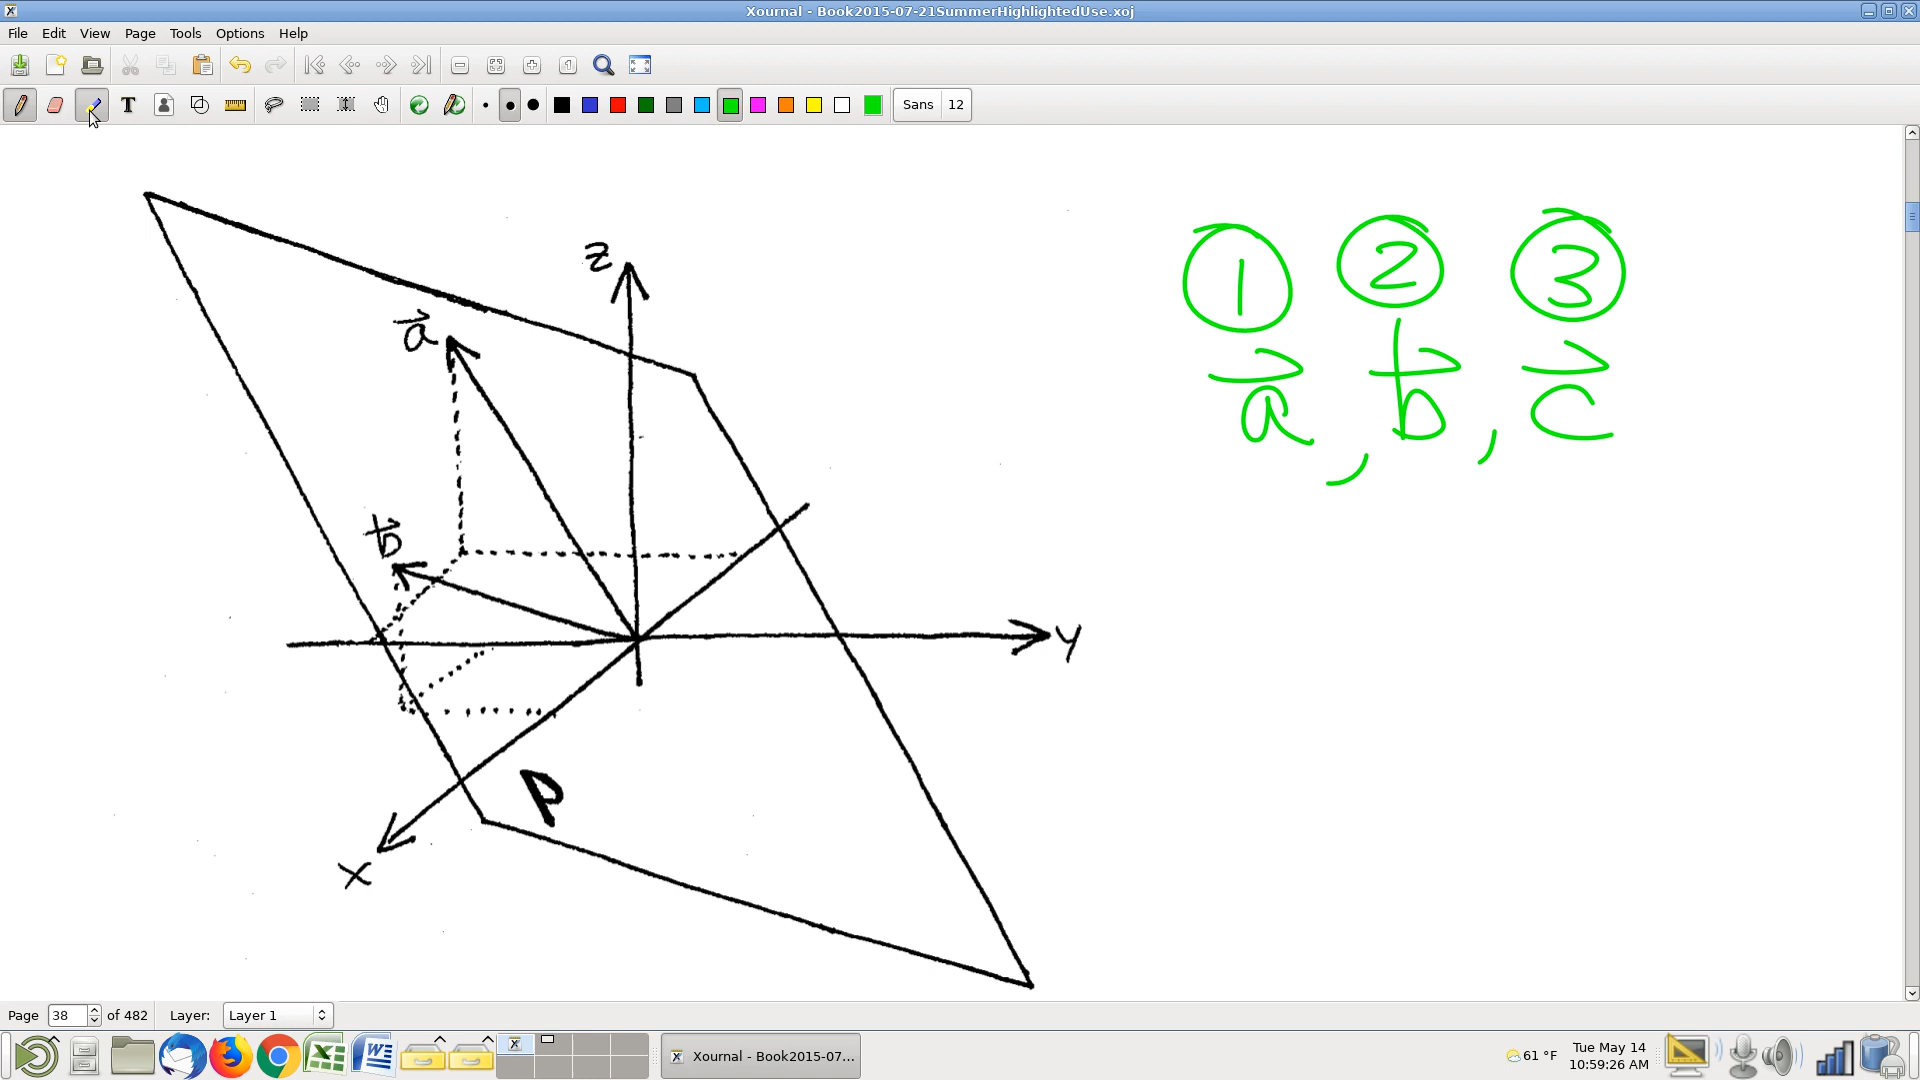 Xournal - Book2015-07-21SummerHighlightedUse.xoj
File Edit View Page Tools Options Help
Sans 12
z
a
b
y
x
P
1 2 3
a, b, c
Page 38 of 482 Layer: Layer 1
Xournal - Book2015-07...
61 °F
Tue May 14
10:59:26 AM